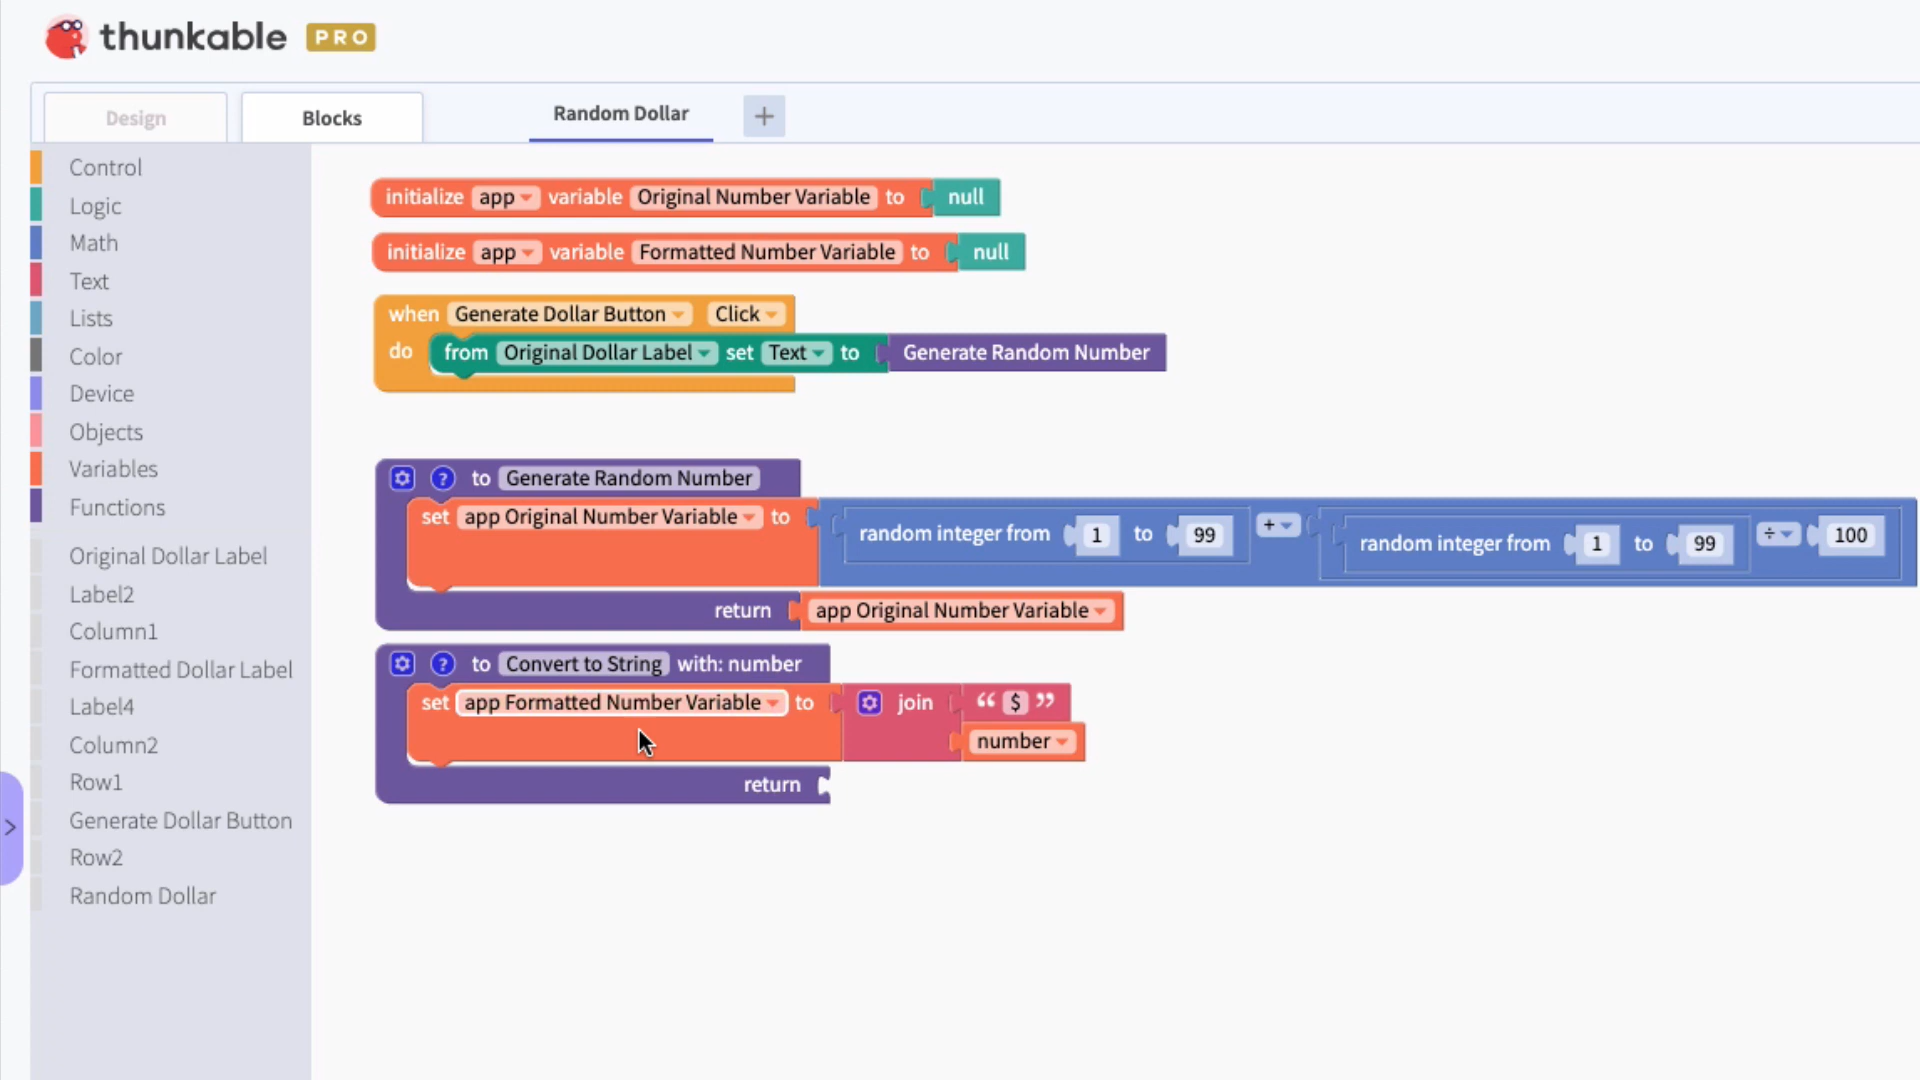 thunkable PRO
Design Blocks Random Dollar +
Control
Logic
Math
Text
Lists
Color
Device
Objects
Variables
Functions
Original Dollar Label
Label2
Column1
Formatted Dollar Label
Label4
Column2
Row1
Generate Dollar Button
Row2
Random Dollar
initialize app variable Original Number Variable to null
initialize app variable Formatted Number Variable to null
when Generate Dollar Button Click
do from Original Dollar Label set Text to Generate Random Number
? to Generate Random Number
set app Original Number Variable to random integer from 1 to 99 + random integer from 1 to 99 ÷ 100
return app Original Number Variable
? to Convert to String with: number
set app Formatted Number Variable to join “ $ ”
number
return